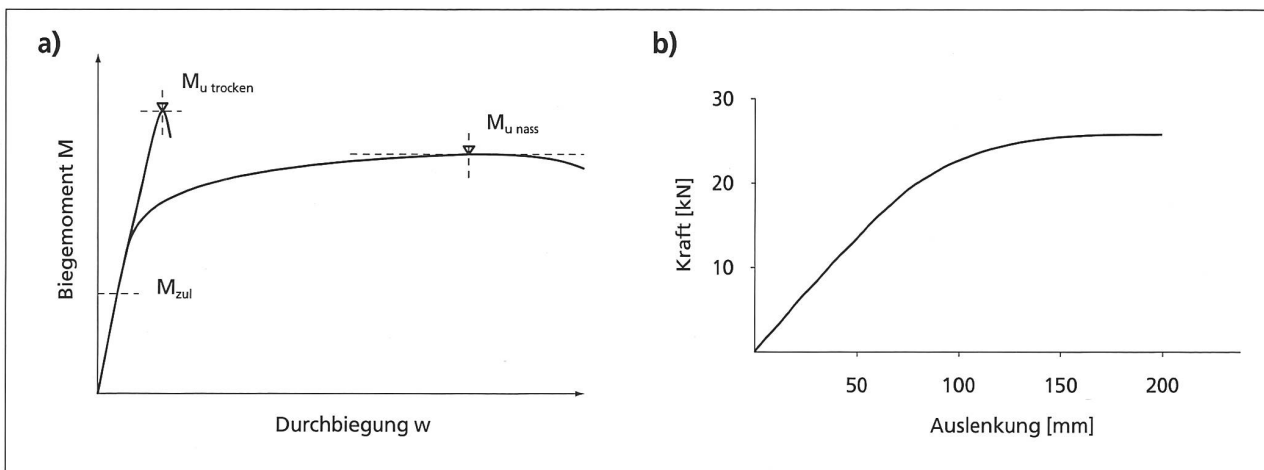 a)
M_u trocken
M_u nass
M_zul
Biegemoment M
Durchbiegung w
b)
30
20
10
Kraft [kN]
50 100 150 200
Auslenkung [mm]